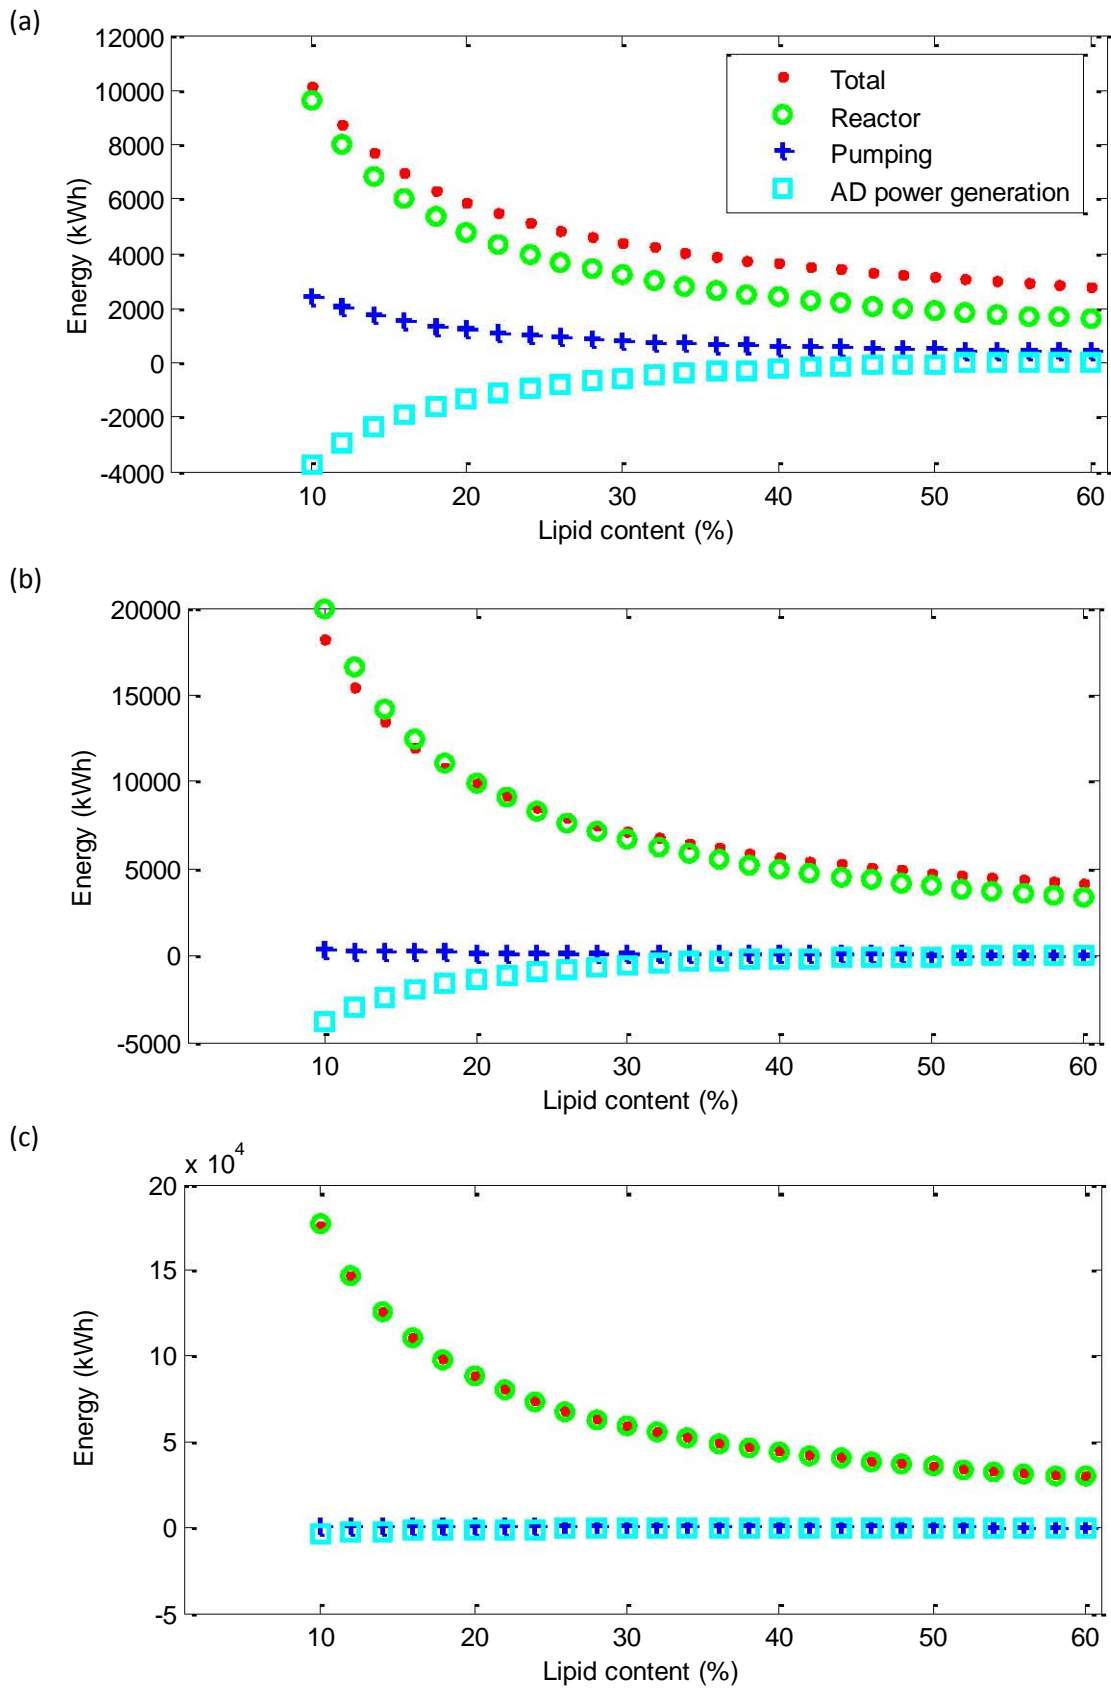 (a)
12000
10000
8000
6000
4000
2000
0
-2000
-4000
Energy (kWh)
Total
Reactor
Pumping
AD power generation
10 20 30 40 50 60
Lipid content (%)
(b)
20000
15000
10000
5000
0
-5000
Energy (kWh)
10 20 30 40 50 60
Lipid content (%)
(c)
x 10^4
20
15
10
5
0
-5
Energy (kWh)
10 20 30 40 50 60
Lipid content (%)